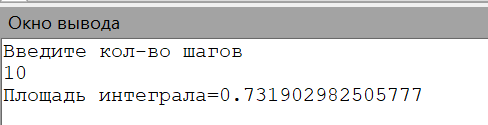 Окно вывода
Введите кол-во шагов
10
Площадь интеграла=0.731902982505777